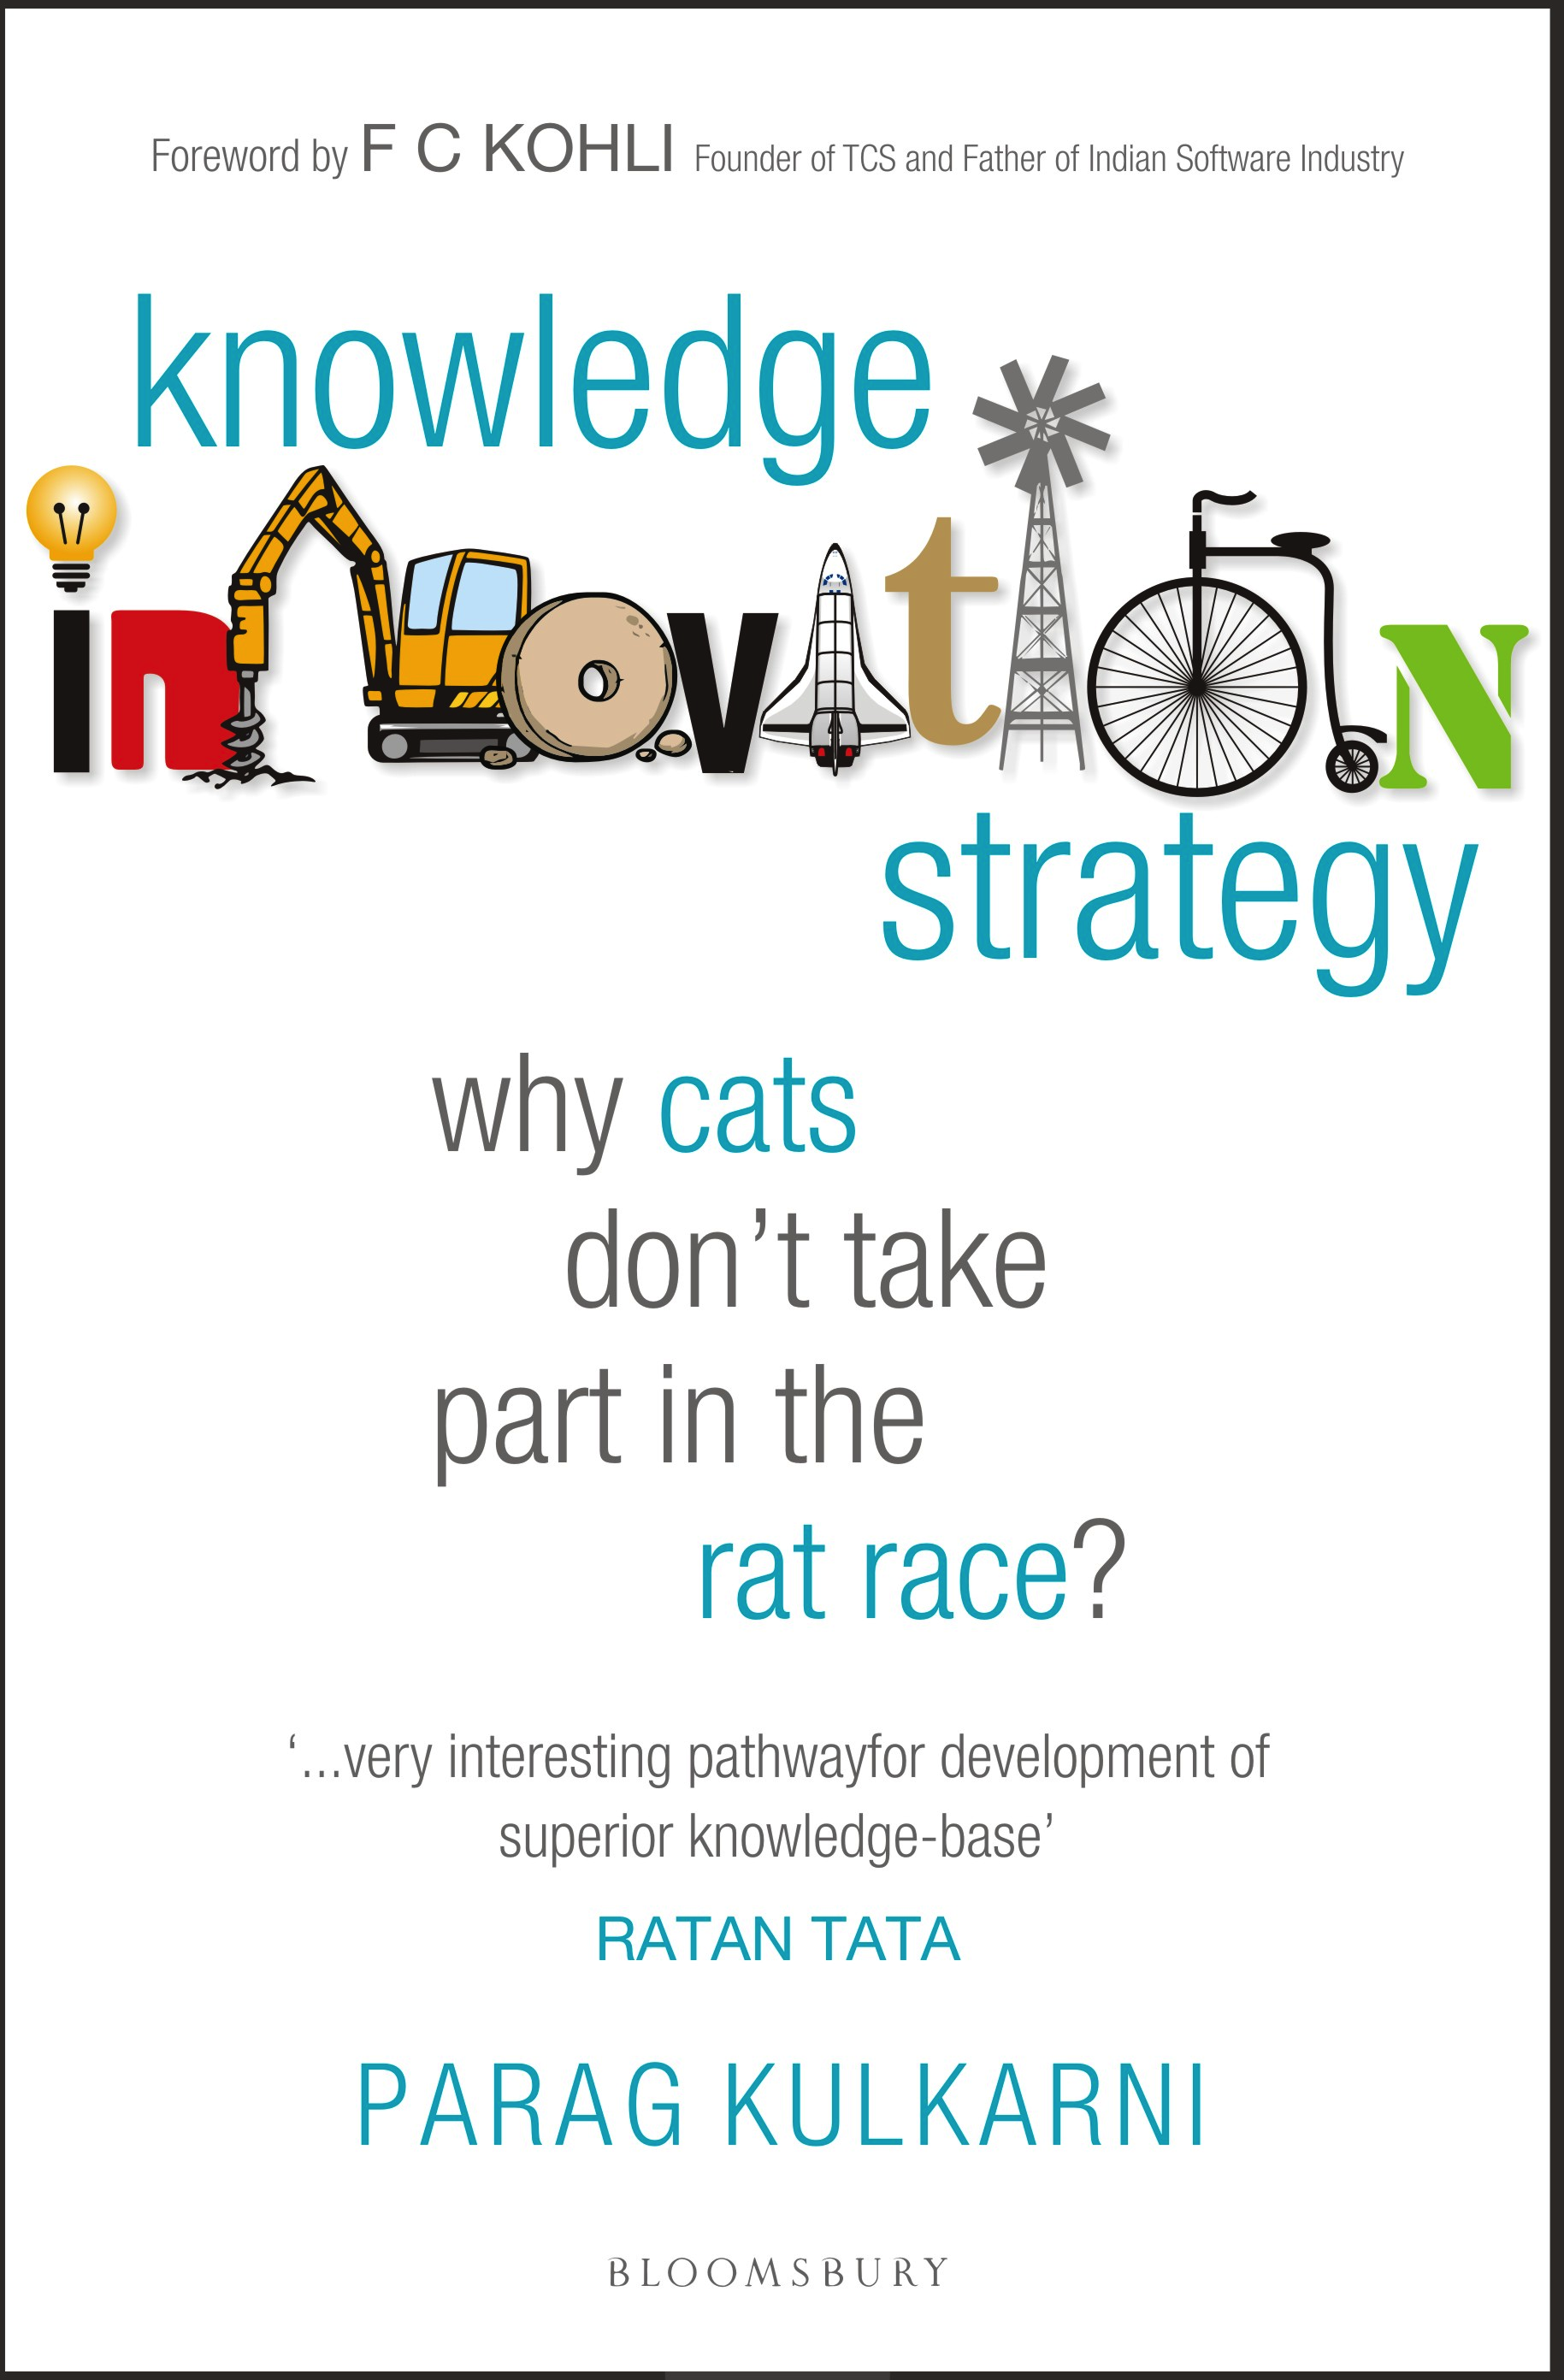 Foreword by F C KOHLI Founder of TCS and Father of Indian Software Industry
knowledge
innovatioN
strategy
why cats
don’t take
part in the
rat race?
‘...very interesting pathwayfor development of
superior knowledge-base’
RATAN TATA
PARAG KULKARNI
BLOOMSBURY